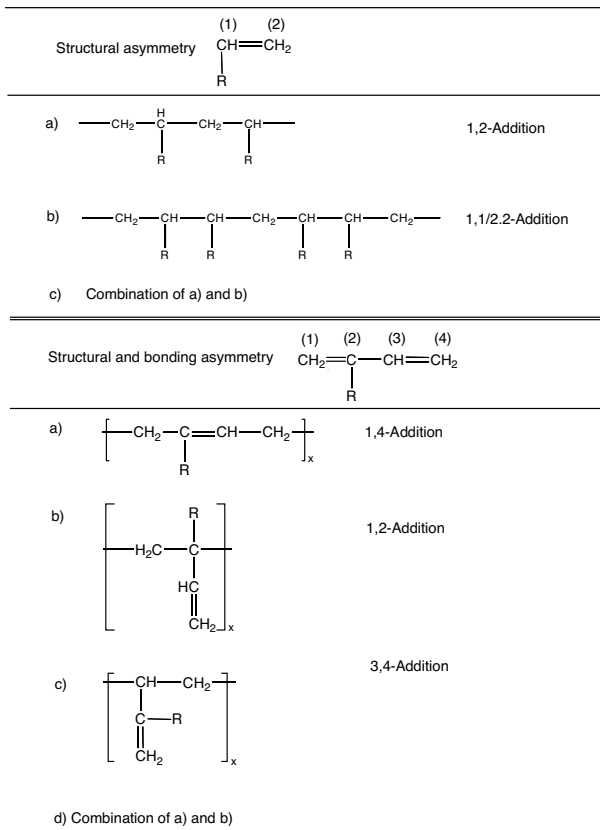 (1) (2)
Structural asymmetry CH=CH2
R
a) CH2 H C CH2 CH 1,2-Addition
R R
b) CH2 CH CH CH2 CH CH CH2 1,1/2.2-Addition
R R R R
c) Combination of a) and b)
(1) (2) (3) (4)
Structural and bonding asymmetry CH2=C CH=CH2
R
a) CH2 C=CH CH2 x 1,4-Addition
R
b) R 1,2-Addition
H2C C
HC
CH2 x
3,4-Addition
c) CH CH2
C R
CH2 x
d) Combination of a) and b)